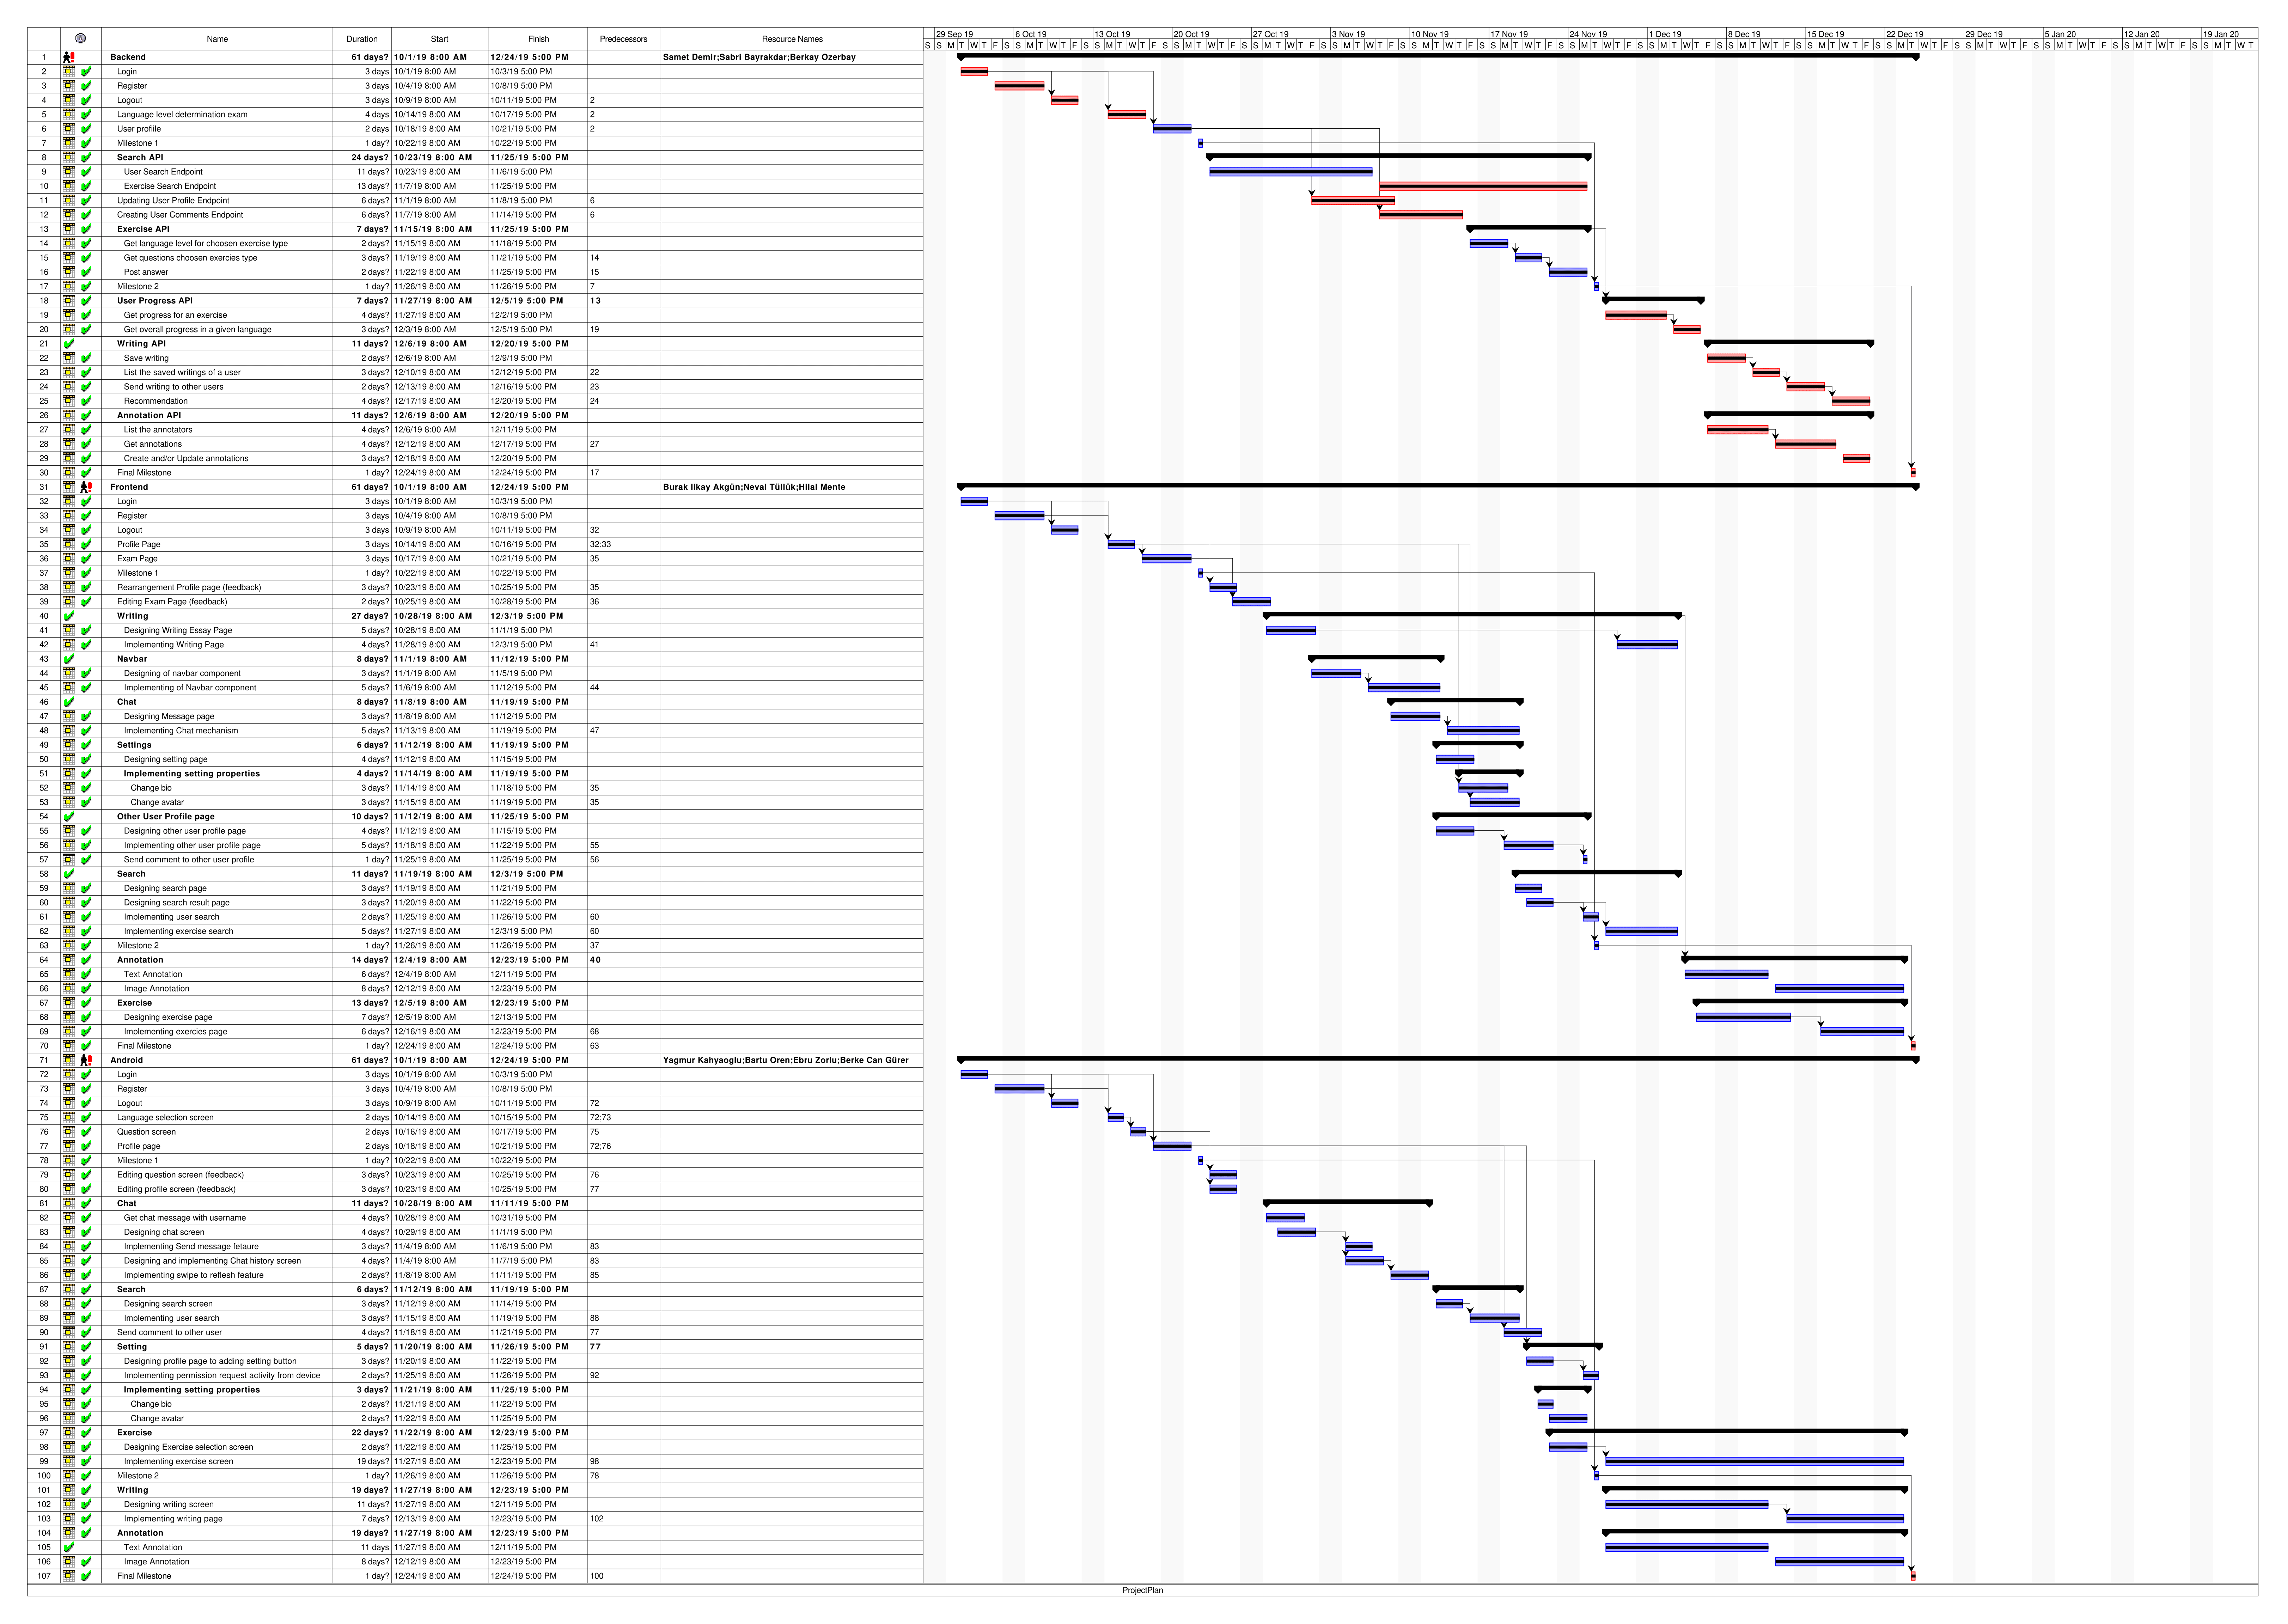 Name Duration Start Finish Predecessors Resource Names 29 Sep 19 6 Oct 19 13 Oct 19 20 Oct 19 27 Oct 19 3 Nov 19 10 Nov 19 17 Nov 19 24 Nov 19 1 Dec 19 8 Dec 19 15 Dec 19 22 Dec 19 29 Dec 19 5 Jan 20 12 Jan 20 19 Jan 20
S S M T W T F S S M T W T F S S M T W T F S S M T W T F S S M T W T F S S M T W T F S S M T W T F S S M T W T F S S M T W T F S S M T W T F S S M T W T F S S M T W T F S S M T W T F S S M T W T F S S M T W T F S S M T W T F S S M T W T
1 Backend 61 days? 10/1/19 8:00 AM 12/24/19 5:00 PM Samet Demir;Sabri Bayrakdar;Berkay Ozerbay
2 Login 3 days 10/1/19 8:00 AM 10/3/19 5:00 PM
3 Register 3 days 10/4/19 8:00 AM 10/8/19 5:00 PM
4 Logout 3 days 10/9/19 8:00 AM 10/11/19 5:00 PM 2
5 Language level determination exam 4 days 10/14/19 8:00 AM 10/17/19 5:00 PM 2
6 User profiile 2 days 10/18/19 8:00 AM 10/21/19 5:00 PM 2
7 Milestone 1 1 day? 10/22/19 8:00 AM 10/22/19 5:00 PM
8 Search API 24 days? 10/23/19 8:00 AM 11/25/19 5:00 PM
9 User Search Endpoint 11 days? 10/23/19 8:00 AM 11/6/19 5:00 PM
10 Exercise Search Endpoint 13 days? 11/7/19 8:00 AM 11/25/19 5:00 PM
11 Updating User Profile Endpoint 6 days? 11/1/19 8:00 AM 11/8/19 5:00 PM 6
12 Creating User Comments Endpoint 6 days? 11/7/19 8:00 AM 11/14/19 5:00 PM 6
13 Exercise API 7 days? 11/15/19 8:00 AM 11/25/19 5:00 PM
14 Get language level for choosen exercise type 2 days? 11/15/19 8:00 AM 11/18/19 5:00 PM
15 Get questions choosen exercies type 3 days? 11/19/19 8:00 AM 11/21/19 5:00 PM 14
16 Post answer 2 days? 11/22/19 8:00 AM 11/25/19 5:00 PM 15
17 Milestone 2 1 day? 11/26/19 8:00 AM 11/26/19 5:00 PM 7
18 User Progress API 7 days? 11/27/19 8:00 AM 12/5/19 5:00 PM 13
19 Get progress for an exercise 4 days? 11/27/19 8:00 AM 12/2/19 5:00 PM
20 Get overall progress in a given language 3 days? 12/3/19 8:00 AM 12/5/19 5:00 PM 19
21 Writing API 11 days? 12/6/19 8:00 AM 12/20/19 5:00 PM
22 Save writing 2 days? 12/6/19 8:00 AM 12/9/19 5:00 PM
23 List the saved writings of a user 3 days? 12/10/19 8:00 AM 12/12/19 5:00 PM 22
24 Send writing to other users 2 days? 12/13/19 8:00 AM 12/16/19 5:00 PM 23
25 Recommendation 4 days? 12/17/19 8:00 AM 12/20/19 5:00 PM 24
26 Annotation API 11 days? 12/6/19 8:00 AM 12/20/19 5:00 PM
27 List the annotators 4 days? 12/6/19 8:00 AM 12/11/19 5:00 PM
28 Get annotations 4 days? 12/12/19 8:00 AM 12/17/19 5:00 PM 27
29 Create and/or Update annotations 3 days? 12/18/19 8:00 AM 12/20/19 5:00 PM
30 Final Milestone 1 day? 12/24/19 8:00 AM 12/24/19 5:00 PM 17
31 Frontend 61 days? 10/1/19 8:00 AM 12/24/19 5:00 PM Burak Ilkay Akgün;Neval Tüllük;Hilal Mente
32 Login 3 days 10/1/19 8:00 AM 10/3/19 5:00 PM
33 Register 3 days 10/4/19 8:00 AM 10/8/19 5:00 PM
34 Logout 3 days 10/9/19 8:00 AM 10/11/19 5:00 PM 32
35 Profile Page 3 days 10/14/19 8:00 AM 10/16/19 5:00 PM 32;33
36 Exam Page 3 days 10/17/19 8:00 AM 10/21/19 5:00 PM 35
37 Milestone 1 1 day? 10/22/19 8:00 AM 10/22/19 5:00 PM
38 Rearrangement Profile page (feedback) 3 days? 10/23/19 8:00 AM 10/25/19 5:00 PM 35
39 Editing Exam Page (feedback) 2 days? 10/25/19 8:00 AM 10/28/19 5:00 PM 36
40 Writing 27 days? 10/28/19 8:00 AM 12/3/19 5:00 PM
41 Designing Writing Essay Page 5 days? 10/28/19 8:00 AM 11/1/19 5:00 PM
42 Implementing Writing Page 4 days? 11/28/19 8:00 AM 12/3/19 5:00 PM 41
43 Navbar 8 days? 11/1/19 8:00 AM 11/12/19 5:00 PM
44 Designing of navbar component 3 days? 11/1/19 8:00 AM 11/5/19 5:00 PM
45 Implementing of Navbar component 5 days? 11/6/19 8:00 AM 11/12/19 5:00 PM 44
46 Chat 8 days? 11/8/19 8:00 AM 11/19/19 5:00 PM
47 Designing Message page 3 days? 11/8/19 8:00 AM 11/12/19 5:00 PM
48 Implementing Chat mechanism 5 days? 11/13/19 8:00 AM 11/19/19 5:00 PM 47
49 Settings 6 days? 11/12/19 8:00 AM 11/19/19 5:00 PM
50 Designing setting page 4 days? 11/12/19 8:00 AM 11/15/19 5:00 PM
51 Implementing setting properties 4 days? 11/14/19 8:00 AM 11/19/19 5:00 PM
52 Change bio 3 days? 11/14/19 8:00 AM 11/18/19 5:00 PM 35
53 Change avatar 3 days? 11/15/19 8:00 AM 11/19/19 5:00 PM 35
54 Other User Profile page 10 days? 11/12/19 8:00 AM 11/25/19 5:00 PM
55 Designing other user profile page 4 days? 11/12/19 8:00 AM 11/15/19 5:00 PM
56 Implementing other user profile page 5 days? 11/18/19 8:00 AM 11/22/19 5:00 PM 55
57 Send comment to other user profile 1 day? 11/25/19 8:00 AM 11/25/19 5:00 PM 56
58 Search 11 days? 11/19/19 8:00 AM 12/3/19 5:00 PM
59 Designing search page 3 days? 11/19/19 8:00 AM 11/21/19 5:00 PM
60 Designing search result page 3 days? 11/20/19 8:00 AM 11/22/19 5:00 PM
61 Implementing user search 2 days? 11/25/19 8:00 AM 11/26/19 5:00 PM 60
62 Implementing exercise search 5 days? 11/27/19 8:00 AM 12/3/19 5:00 PM 60
63 Milestone 2 1 day? 11/26/19 8:00 AM 11/26/19 5:00 PM 37
64 Annotation 14 days? 12/4/19 8:00 AM 12/23/19 5:00 PM 40
65 Text Annotation 6 days? 12/4/19 8:00 AM 12/11/19 5:00 PM
66 Image Annotation 8 days? 12/12/19 8:00 AM 12/23/19 5:00 PM
67 Exercise 13 days? 12/5/19 8:00 AM 12/23/19 5:00 PM
68 Designing exercise page 7 days? 12/5/19 8:00 AM 12/13/19 5:00 PM
69 Implementing exercies page 6 days? 12/16/19 8:00 AM 12/23/19 5:00 PM 68
70 Final Milestone 1 day? 12/24/19 8:00 AM 12/24/19 5:00 PM 63
71 Android 61 days? 10/1/19 8:00 AM 12/24/19 5:00 PM Yagmur Kahyaoglu;Bartu Oren;Ebru Zorlu;Berke Can Gürer
72 Login 3 days 10/1/19 8:00 AM 10/3/19 5:00 PM
73 Register 3 days 10/4/19 8:00 AM 10/8/19 5:00 PM
74 Logout 3 days 10/9/19 8:00 AM 10/11/19 5:00 PM 72
75 Language selection screen 2 days 10/14/19 8:00 AM 10/15/19 5:00 PM 72;73
76 Question screen 2 days 10/16/19 8:00 AM 10/17/19 5:00 PM 75
77 Profile page 2 days 10/18/19 8:00 AM 10/21/19 5:00 PM 72;76
78 Milestone 1 1 day? 10/22/19 8:00 AM 10/22/19 5:00 PM
79 Editing question screen (feedback) 3 days? 10/23/19 8:00 AM 10/25/19 5:00 PM 76
80 Editing profile screen (feedback) 3 days? 10/23/19 8:00 AM 10/25/19 5:00 PM 77
81 Chat 11 days? 10/28/19 8:00 AM 11/11/19 5:00 PM
82 Get chat message with username 4 days? 10/28/19 8:00 AM 10/31/19 5:00 PM
83 Designing chat screen 4 days? 10/29/19 8:00 AM 11/1/19 5:00 PM
84 Implementing Send message fetaure 3 days? 11/4/19 8:00 AM 11/6/19 5:00 PM 83
85 Designing and implementing Chat history screen 4 days? 11/4/19 8:00 AM 11/7/19 5:00 PM 83
86 Implementing swipe to reflesh feature 2 days? 11/8/19 8:00 AM 11/11/19 5:00 PM 85
87 Search 6 days? 11/12/19 8:00 AM 11/19/19 5:00 PM
88 Designing search screen 3 days? 11/12/19 8:00 AM 11/14/19 5:00 PM
89 Implementing user search 3 days? 11/15/19 8:00 AM 11/19/19 5:00 PM 88
90 Send comment to other user 4 days? 11/18/19 8:00 AM 11/21/19 5:00 PM 77
91 Setting 5 days? 11/20/19 8:00 AM 11/26/19 5:00 PM 77
92 Designing profile page to adding setting button 3 days? 11/20/19 8:00 AM 11/22/19 5:00 PM
93 Implementing permission request activity from device 2 days? 11/25/19 8:00 AM 11/26/19 5:00 PM 92
94 Implementing setting properties 3 days? 11/21/19 8:00 AM 11/25/19 5:00 PM
95 Change bio 2 days? 11/21/19 8:00 AM 11/22/19 5:00 PM
96 Change avatar 2 days? 11/22/19 8:00 AM 11/25/19 5:00 PM
97 Exercise 22 days? 11/22/19 8:00 AM 12/23/19 5:00 PM
98 Designing Exercise selection screen 2 days? 11/22/19 8:00 AM 11/25/19 5:00 PM
99 Implementing exercise screen 19 days? 11/27/19 8:00 AM 12/23/19 5:00 PM 98
100 Milestone 2 1 day? 11/26/19 8:00 AM 11/26/19 5:00 PM 78
101 Writing 19 days? 11/27/19 8:00 AM 12/23/19 5:00 PM
102 Designing writing screen 11 days? 11/27/19 8:00 AM 12/11/19 5:00 PM
103 Implementing writing page 7 days? 12/13/19 8:00 AM 12/23/19 5:00 PM 102
104 Annotation 19 days? 11/27/19 8:00 AM 12/23/19 5:00 PM
105 Text Annotation 11 days 11/27/19 8:00 AM 12/11/19 5:00 PM
106 Image Annotation 8 days? 12/12/19 8:00 AM 12/23/19 5:00 PM
107 Final Milestone 1 day? 12/24/19 8:00 AM 12/24/19 5:00 PM 100
ProjectPlan